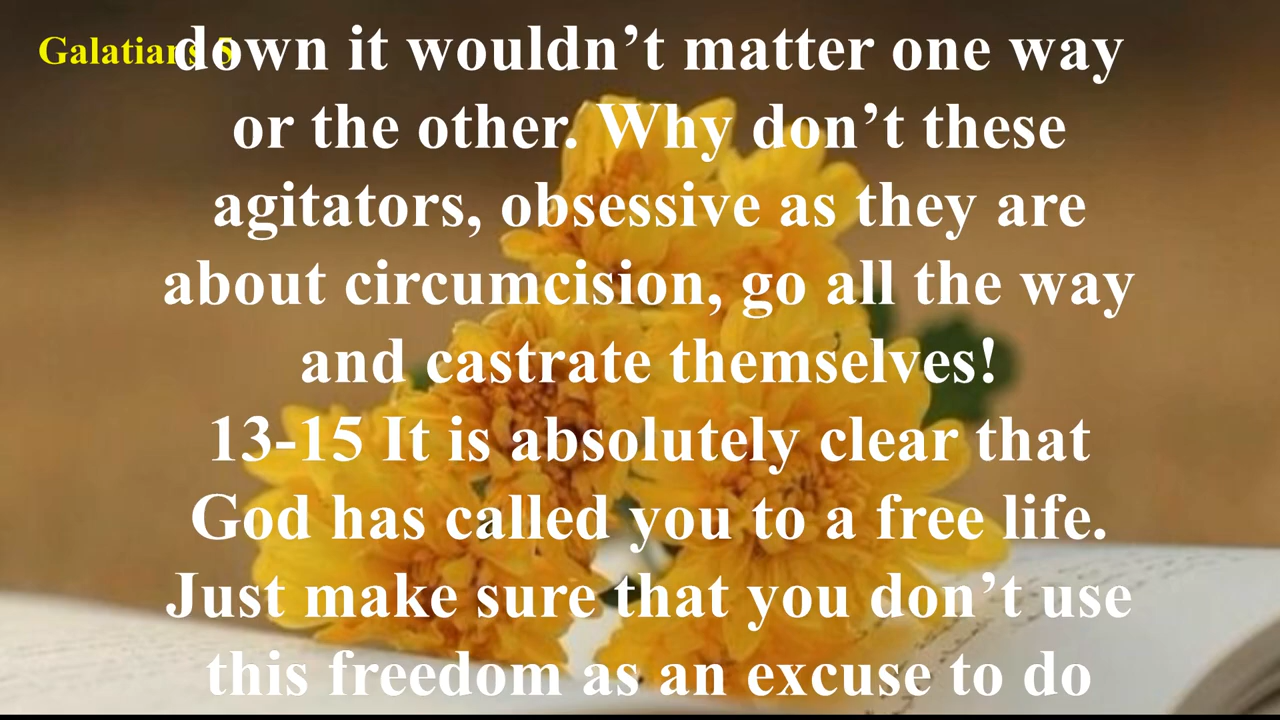 Galatians 5
down it wouldn’t matter one way
or the other. Why don’t these
agitators, obsessive as they are
about circumcision, go all the way
and castrate themselves!
13-15 It is absolutely clear that
God has called you to a free life.
Just make sure that you don’t use
this freedom as an excuse to do